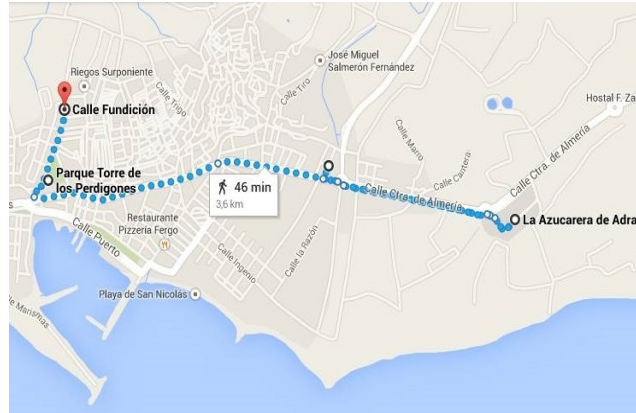 José Miguel
Salmerón Fernández
Riegos Surponiente
Calle Tiro
Calle Trigo
Hostal F. Za
Calle Fundición
Calle Marro
Calle Cantera
Calle Ctra. de Almería
Parque Torre de
los Perdigones
46 min
3,6 km
Calle Ctra. de Almería
La Azucarera de Adra
Restaurante
Pizzería Fergo
Calle Puerto
Calle la Razón
Calle Ingenio
Playa de San Nicolás
le Marismas